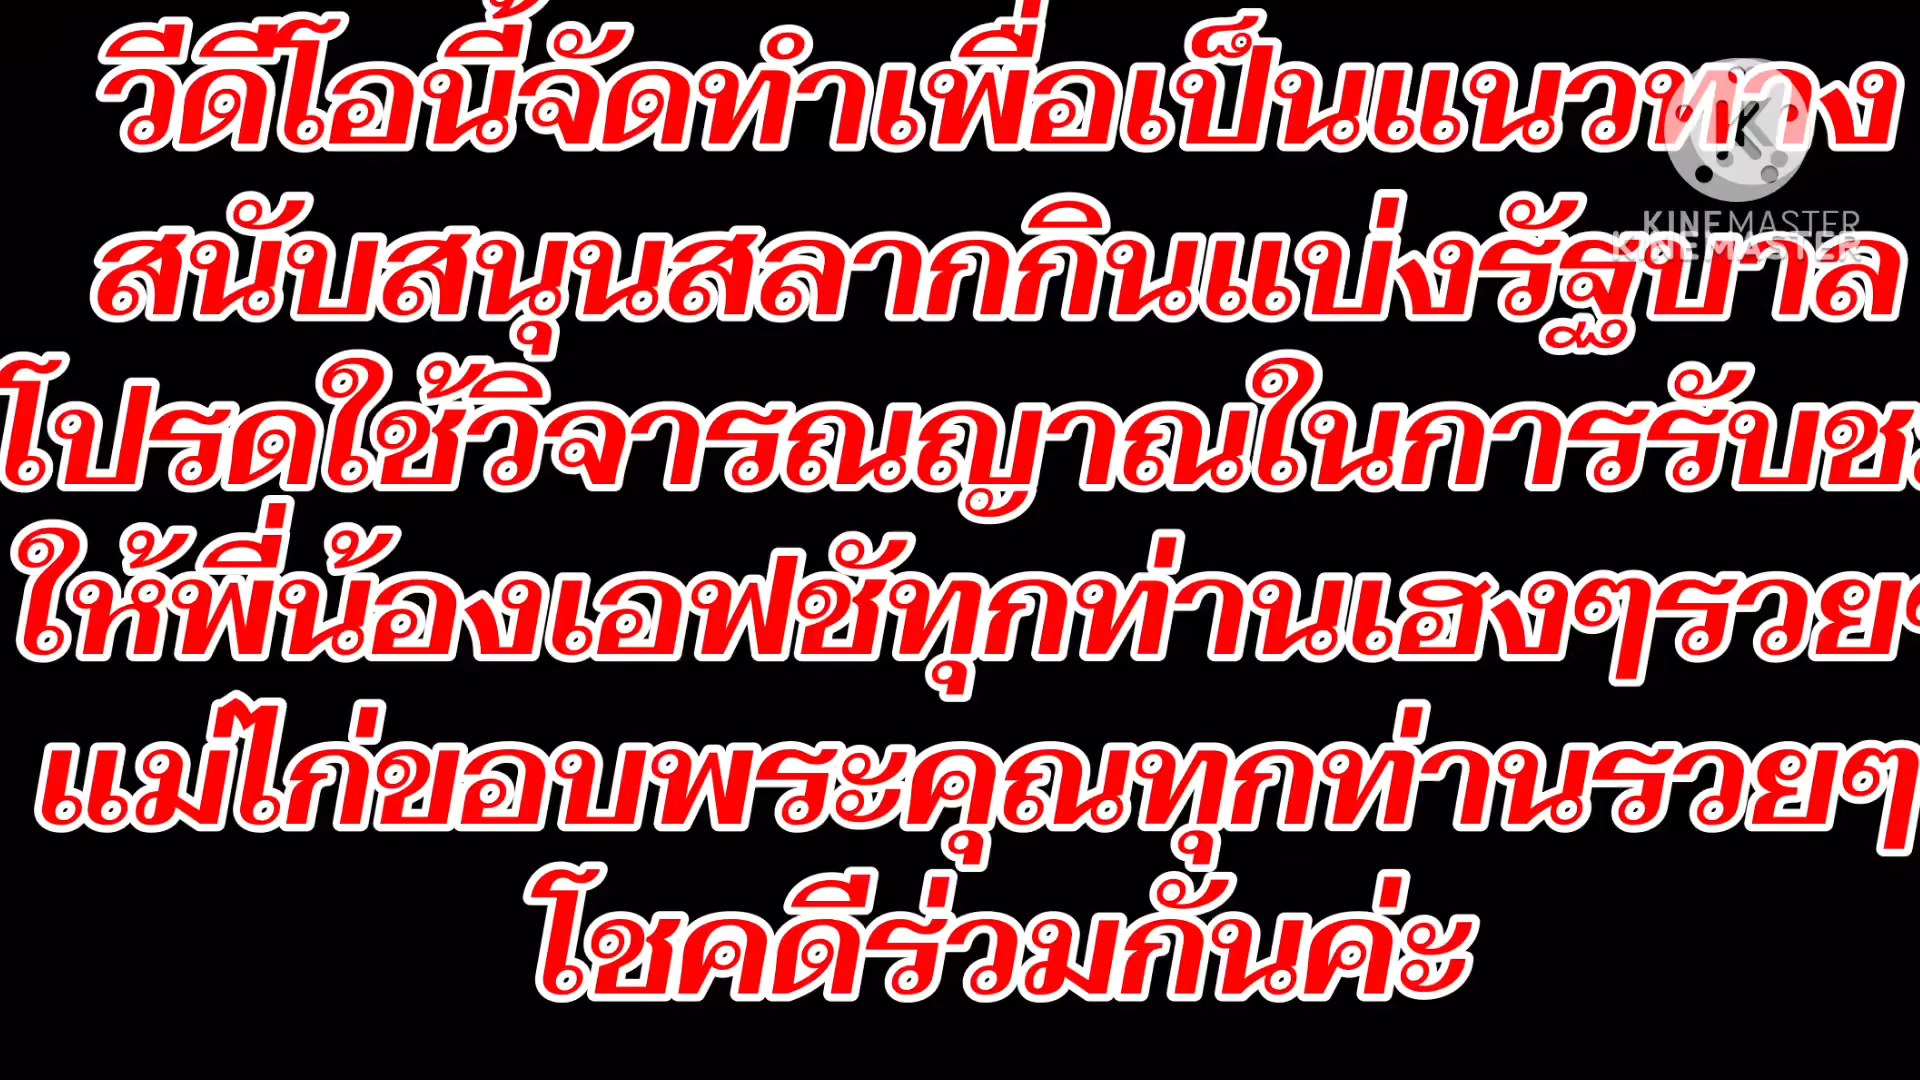 วีดีโอนี้จัดทำเพื่อเป็นแนวทาง
สนับสนุนสลากกินแบ่งรัฐบาล
โปรดใช้วิจารณญาณในการรับช
ให้พี่น้องเอฟชัทุกท่านเฮงๆรวย
แม่ไก่ขอบพระคุณทุกท่านรวยๆ
โชคดีร่วมกันค่ะ
KINEMASTER
KINEMASTER